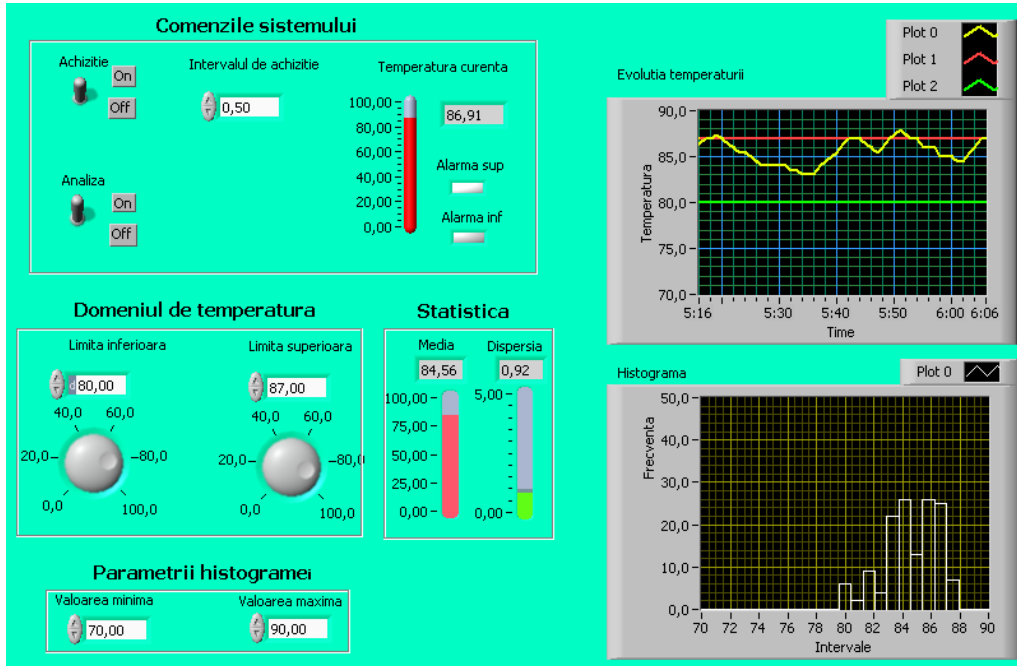 Comenzile sistemului
Achizitie
On
Off
Intervalul de achizitie
0,50
Temperatura curenta
100,00
80,00
60,00
40,00
20,00
0,00
86,91
Alarma sup
Alarma inf
Analiza
On
Off
Domeniul de temperatura
Limita inferioara
d 80,00
40,0 60,0
20,0 80,0
0,0 100,0
Limita superioara
87,00
40,0 60,0
20,0 80,0
0,0 100,0
Statistica
Media
84,56
100,00
75,00
50,00
25,00
0,00
Dispersia
0,92
5,00
0,00
Parametrii histogramei
Valoarea minima
70,00
Valoarea maxima
90,00
Plot 0
Plot 1
Plot 2
Evolutia temperaturii
Temperatura
90,0
85,0
80,0
75,0
70,0
5:16 5:30 5:40 5:50 6:00 6:06
Time
Histograma
Plot 0
Frecventa
50,0
40,0
30,0
20,0
10,0
0,0
70 72 74 76 78 80 82 84 86 88 90
Intervale